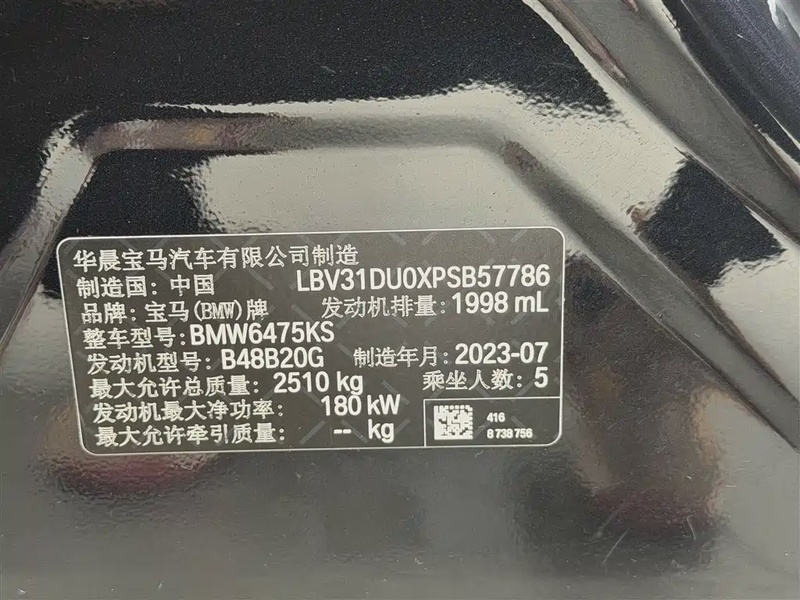 华晨宝马汽车有限公司制造
制造国: 中国 LBV31DU0XPSB57786
品牌: 宝马(BMW)牌 发动机排量: 1998 mL
整车型号: BMW6475KS
发动机型号: B48B20G 制造年月: 2023-07
最大允许总质量: 2510 kg 乘坐人数: 5
发动机最大净功率: 180 kW
最大允许牵引质量: -- kg
416
8 738 756